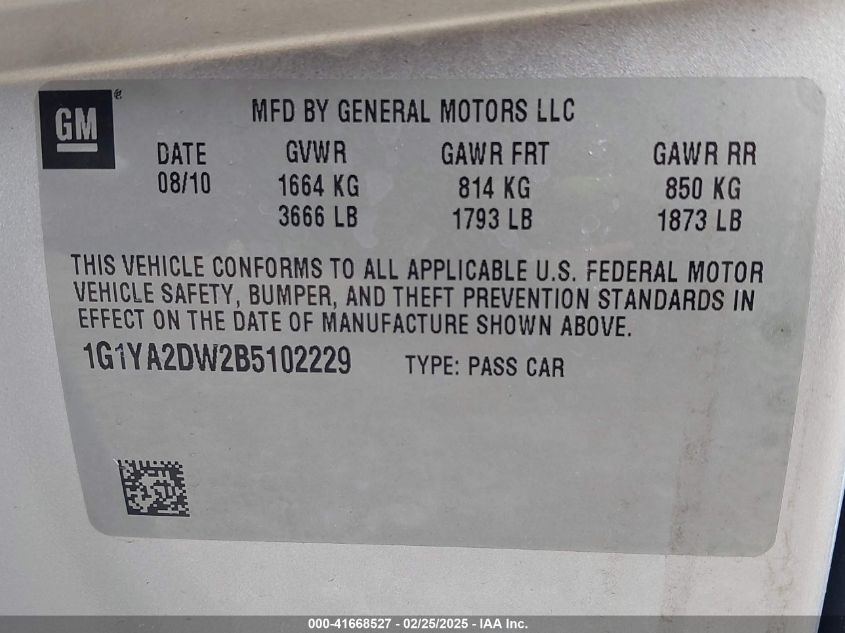 GM
®
MFD BY GENERAL MOTORS LLC
DATE GVWR GAWR FRT GAWR RR
08/10 1664 KG 814 KG 850 KG
3666 LB 1793 LB 1873 LB
THIS VEHICLE CONFORMS TO ALL APPLICABLE U.S. FEDERAL MOTOR
VEHICLE SAFETY, BUMPER, AND THEFT PREVENTION STANDARDS IN
EFFECT ON THE DATE OF MANUFACTURE SHOWN ABOVE.
1G1YA2DW2B5102229 TYPE: PASS CAR
000-41668527 - 02/25/2025 - IAA Inc.